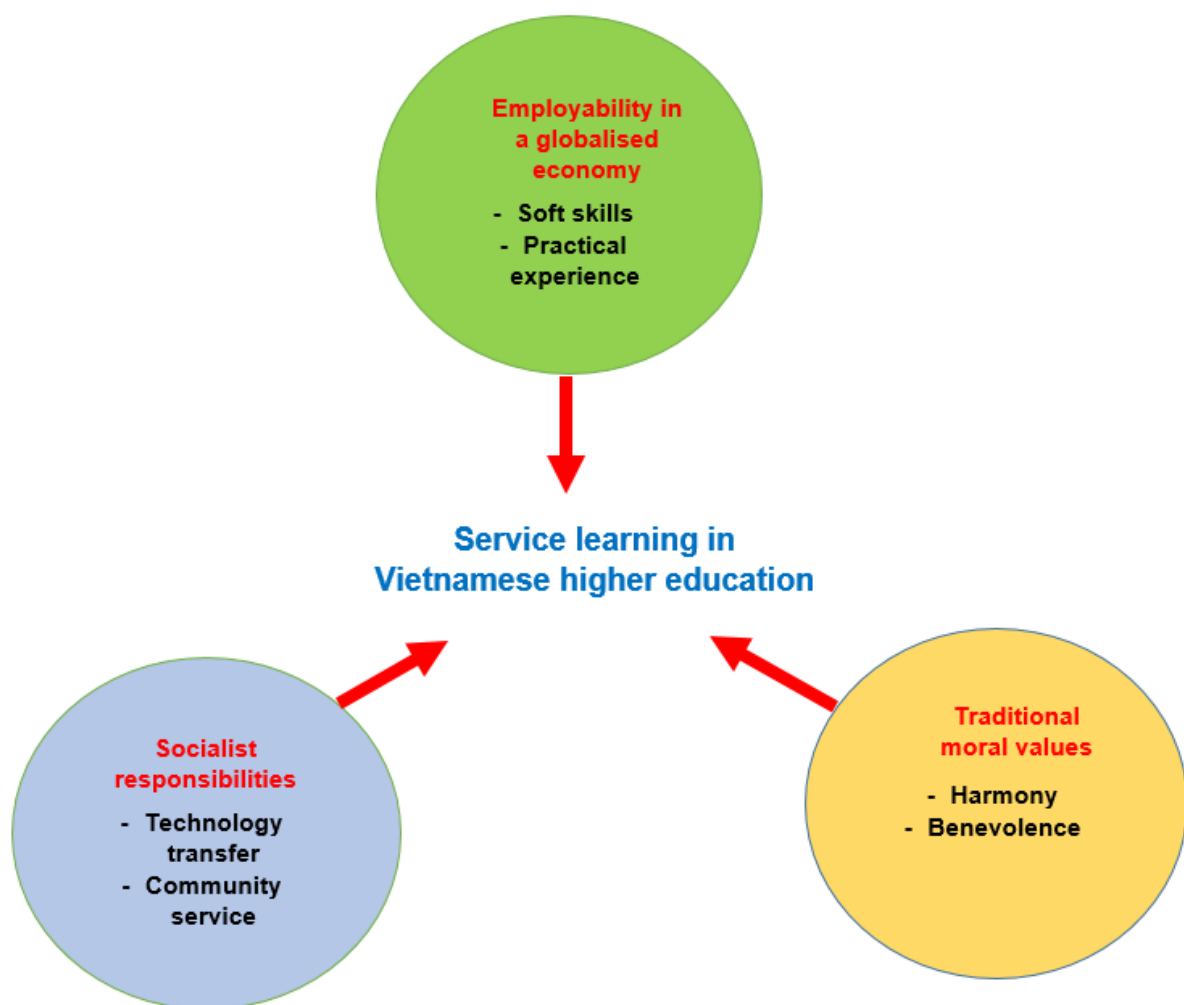 Employability in
a globalised
economy
- Soft skills
- Practical
experience
Service learning in
Vietnamese higher education
Socialist
responsibilities
- Technology
transfer
- Community
service
Traditional
moral values
- Harmony
- Benevolence